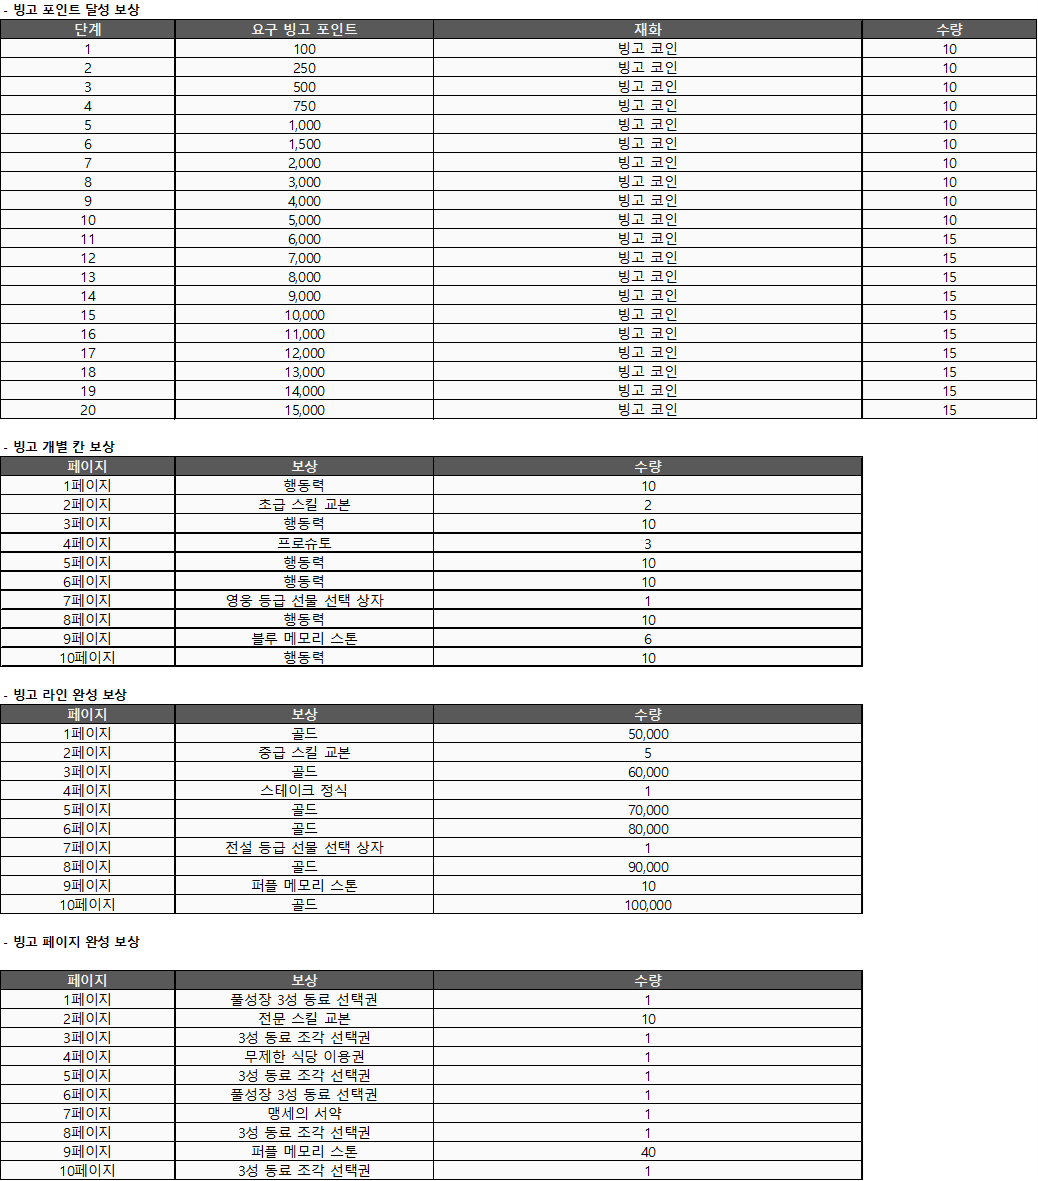 - 빙고 포인트 달성 보상
단계 요구 빙고 포인트 재화 수량
1 100 빙고 코인 10
2 250 빙고 코인 10
3 500 빙고 코인 10
4 750 빙고 코인 10
5 1,000 빙고 코인 10
6 1,500 빙고 코인 10
7 2,000 빙고 코인 10
8 3,000 빙고 코인 10
9 4,000 빙고 코인 10
10 5,000 빙고 코인 10
11 6,000 빙고 코인 15
12 7,000 빙고 코인 15
13 8,000 빙고 코인 15
14 9,000 빙고 코인 15
15 10,000 빙고 코인 15
16 11,000 빙고 코인 15
17 12,000 빙고 코인 15
18 13,000 빙고 코인 15
19 14,000 빙고 코인 15
20 15,000 빙고 코인 15
- 빙고 개별 칸 보상
페이지 보상 수량
1페이지 행동력 10
2페이지 초급 스킬 교본 2
3페이지 행동력 10
4페이지 프로슈토 3
5페이지 행동력 10
6페이지 행동력 10
7페이지 영웅 등급 선물 선택 상자 1
8페이지 행동력 10
9페이지 블루 메모리 스톤 6
10페이지 행동력 10
- 빙고 라인 완성 보상
페이지 보상 수량
1페이지 골드 50,000
2페이지 중급 스킬 교본 5
3페이지 골드 60,000
4페이지 스테이크 정식 1
5페이지 골드 70,000
6페이지 골드 80,000
7페이지 전설 등급 선물 선택 상자 1
8페이지 골드 90,000
9페이지 퍼플 메모리 스톤 10
10페이지 골드 100,000
- 빙고 페이지 완성 보상
페이지 보상 수량
1페이지 풀성장 3성 동료 선택권 1
2페이지 전문 스킬 교본 10
3페이지 3성 동료 조각 선택권 1
4페이지 무제한 식당 이용권 1
5페이지 3성 동료 조각 선택권 1
6페이지 풀성장 3성 동료 선택권 1
7페이지 맹세의 서약 1
8페이지 3성 동료 조각 선택권 1
9페이지 퍼플 메모리 스톤 40
10페이지 3성 동료 조각 선택권 1